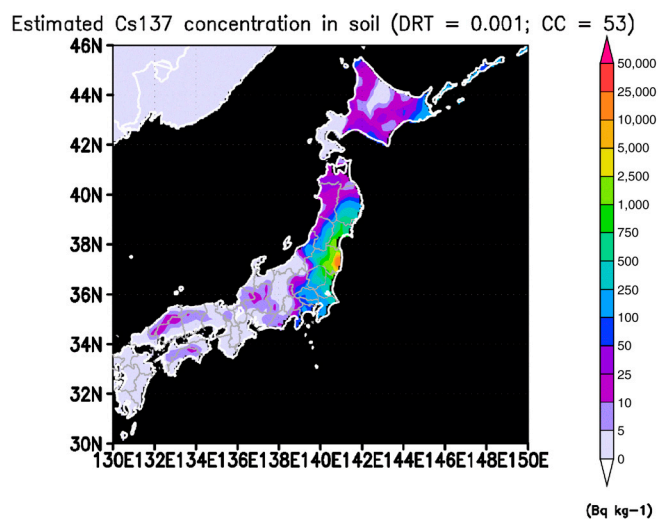 Estimated Cs137 concentration in soil (DRT = 0.001; CC = 53)
46N
44N
42N
40N
38N
36N
34N
32N
30N
130E132E134E136E138E140E142E144E146E148E150E
50,000
25,000
10,000
5,000
2,500
1,000
750
500
250
100
50
25
10
5
0
(Bq kg-1)